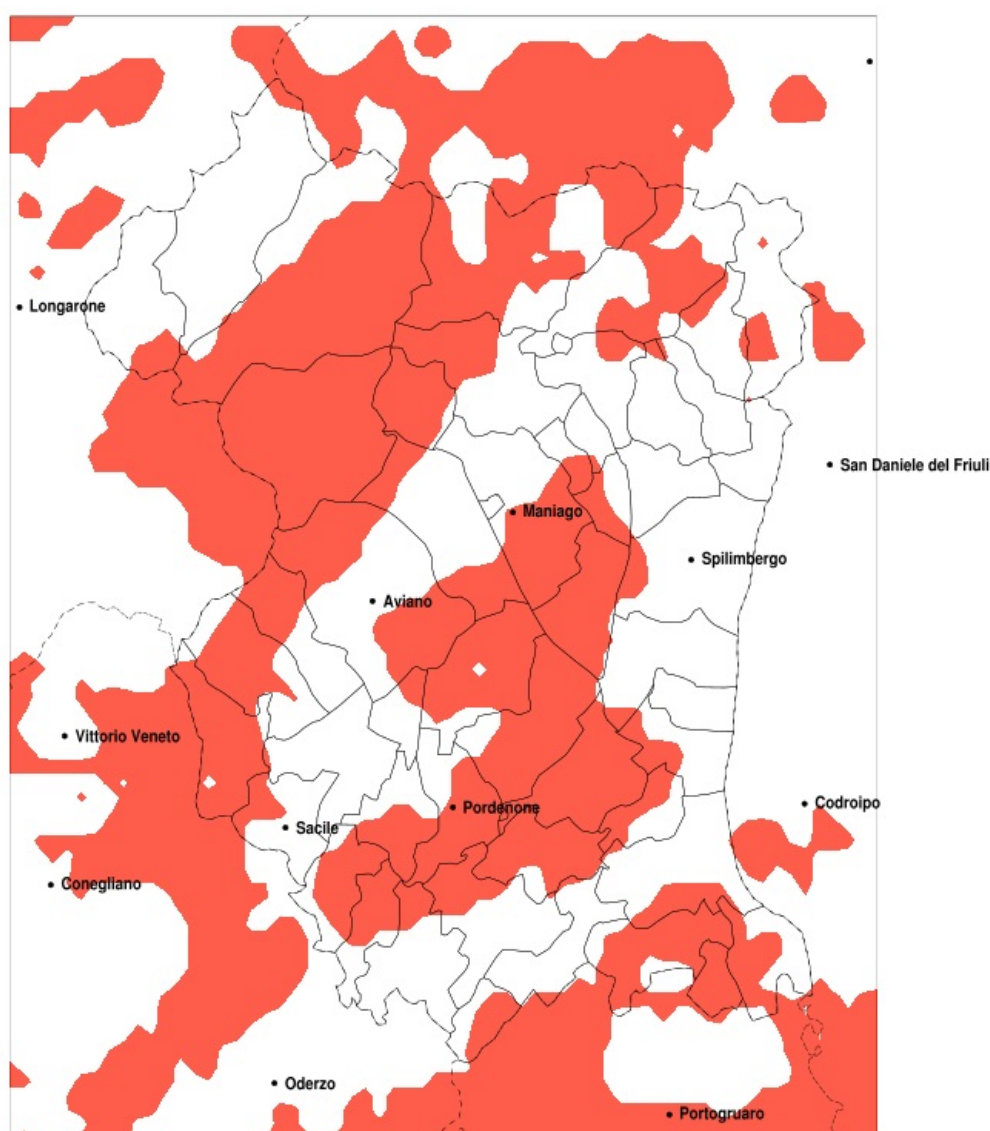 Longarone
San Daniele del Friuli
Maniago
Spilimbergo
Aviano
Vittorio Veneto
Codroipo
Pordenone
Sacile
Conegliano
Oderzo
Portogruaro